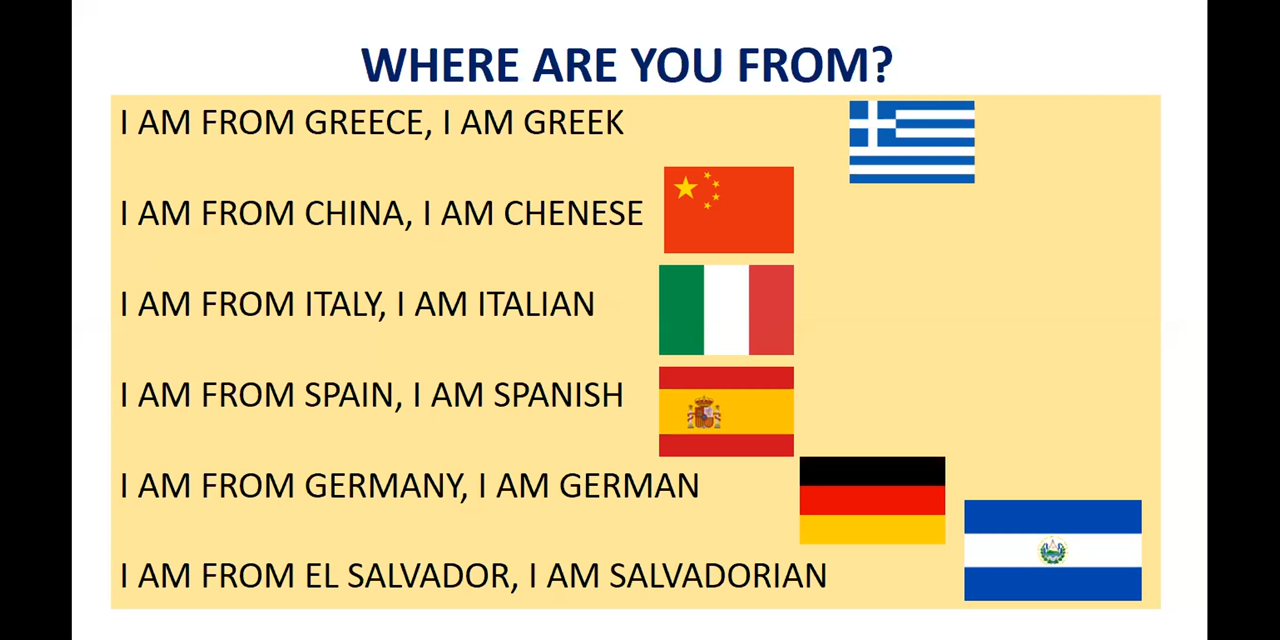 WHERE ARE YOU FROM?
I AM FROM GREECE, I AM GREEK
I AM FROM CHINA, I AM CHENESE
I AM FROM ITALY, I AM ITALIAN
I AM FROM SPAIN, I AM SPANISH
I AM FROM GERMANY, I AM GERMAN
I AM FROM EL SALVADOR, I AM SALVADORIAN